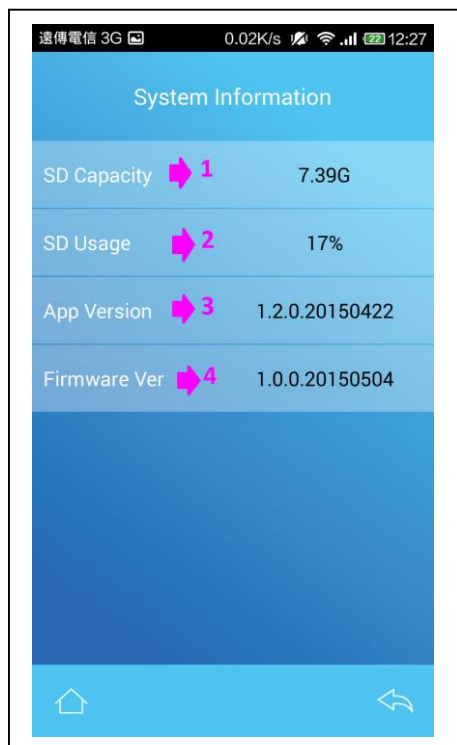 遠傳電信 3G 0.02K/s 22 12:27
System Information
SD Capacity 1 7.39G
SD Usage 2 17%
App Version 3 1.2.0.20150422
Firmware Ver 4 1.0.0.20150504